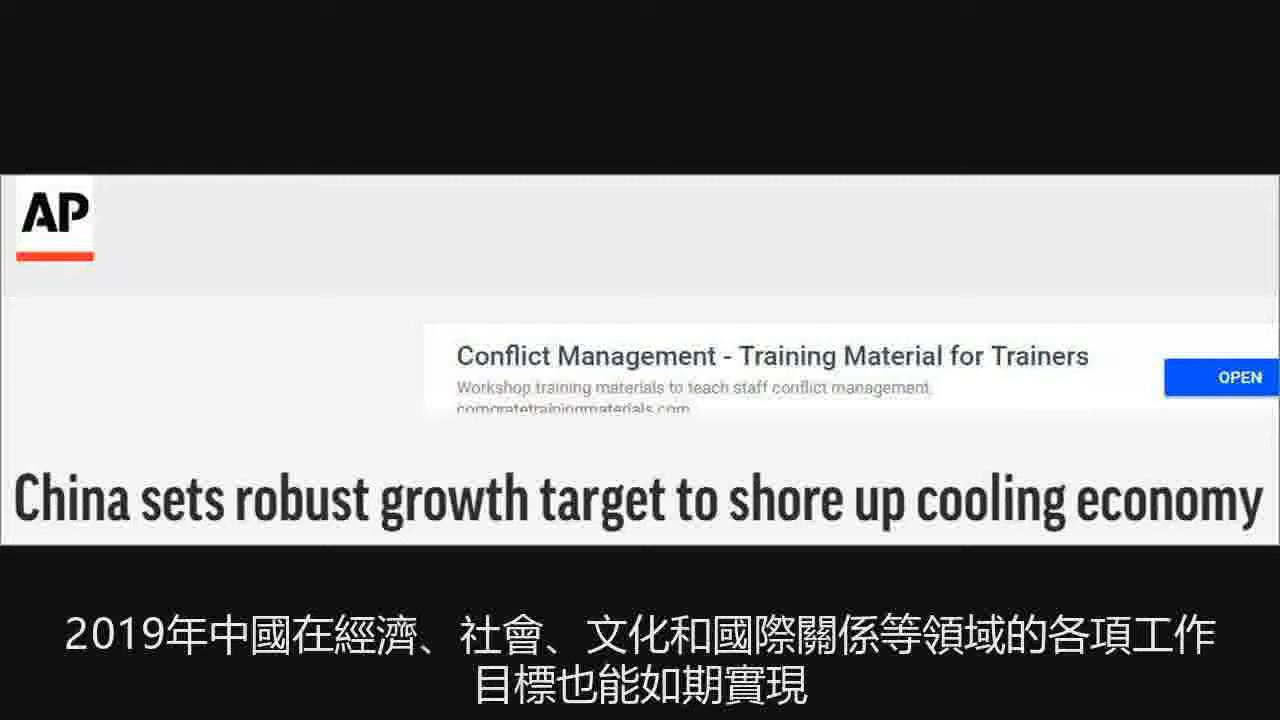 AP
Conflict Management - Training Material for Trainers
Workshop training materials to teach staff conflict management.
OPEN
comgratetrainingmaterials.com
China sets robust growth target to shore up cooling economy
2019年中國在經濟、社會、文化和國際關係等領域的各項工作
目標也能如期實現